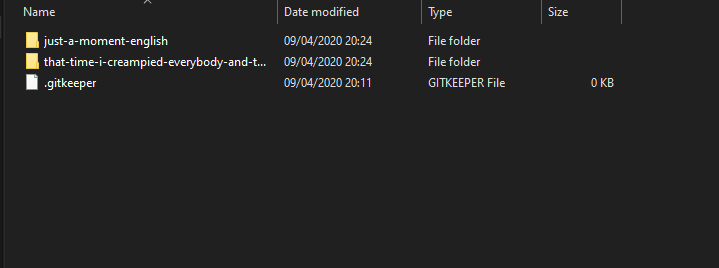 Name Date modified Type Size
just-a-moment-english 09/04/2020 20:24 File folder
that-time-i-creampied-everybody-and-t... 09/04/2020 20:24 File folder
.gitkeeper 09/04/2020 20:11 GITKEEPER File 0 KB